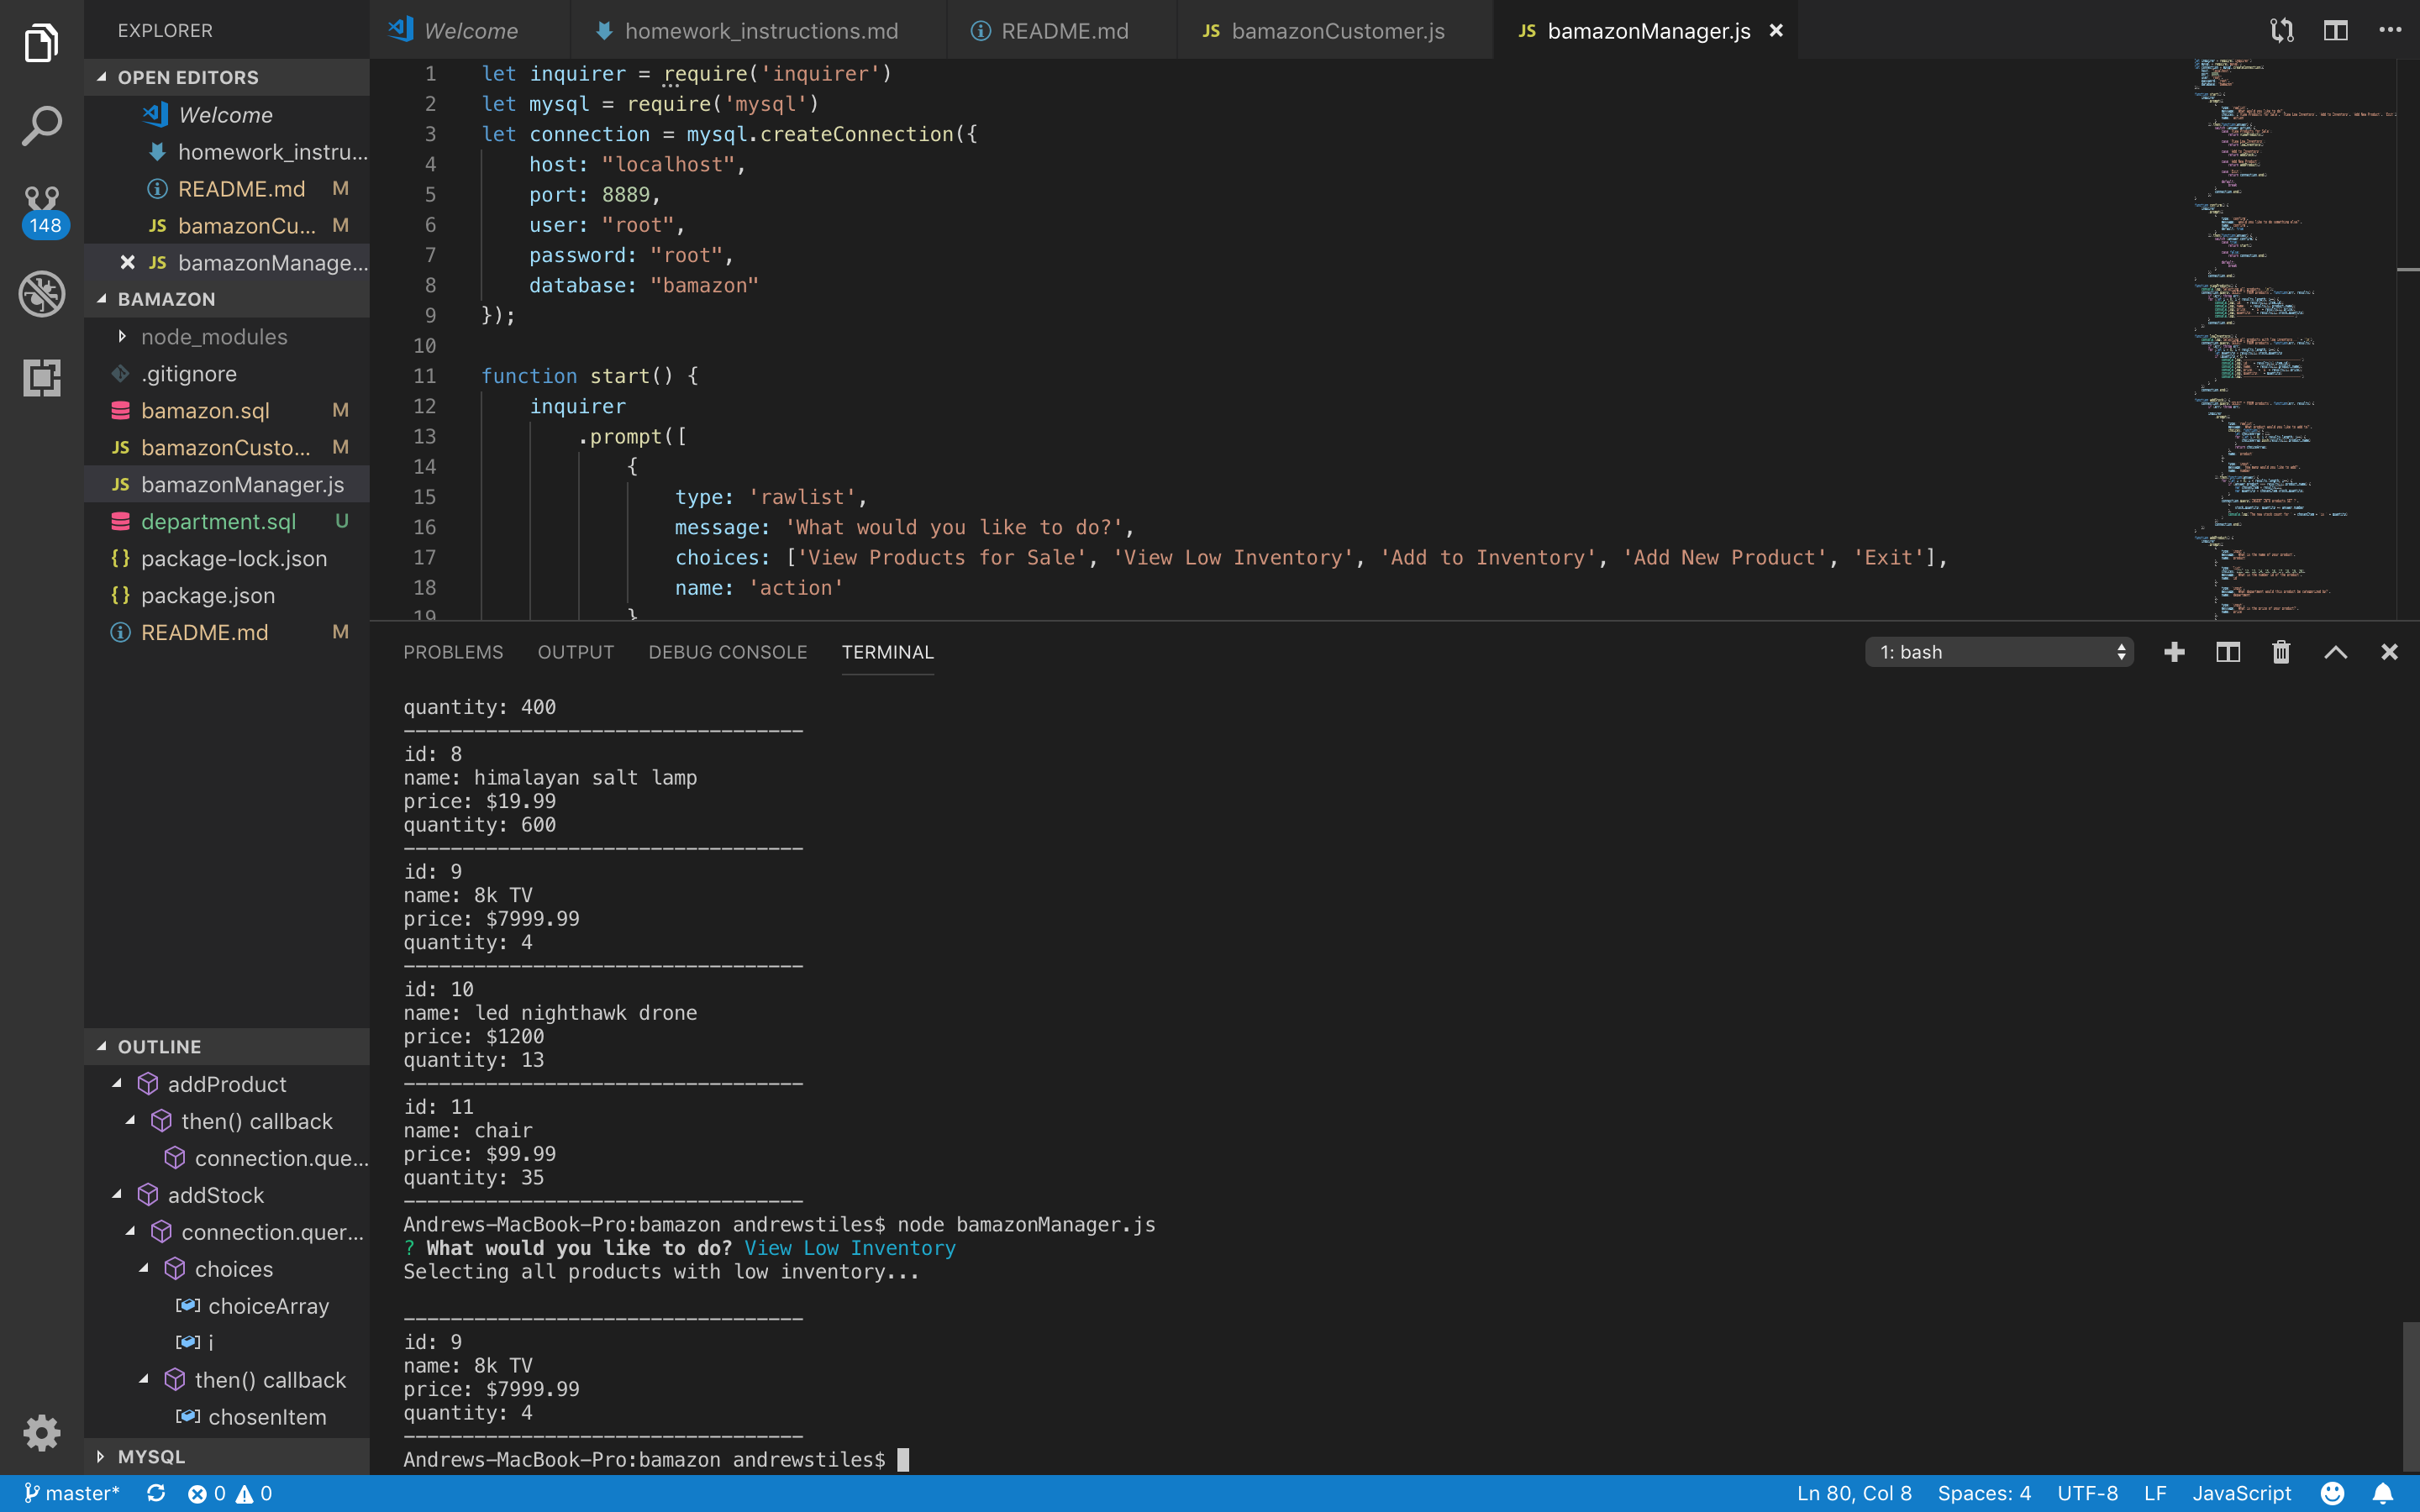 EXPLORER
OPEN EDITORS
Welcome
homework_instru...
README.md M
JS bamazonCu... M
JS bamazonManage...
148
BAMAZON
node_modules
.gitignore
bamazon.sql M
JS bamazonCusto... M
JS bamazonManager.js
department.sql U
{} package-lock.json
{} package.json
README.md M
OUTLINE
addProduct
then() callback
connection.que...
addStock
connection.quer...
choices
choiceArray
i
then() callback
chosenItem
MYSQL
Welcome homework_instructions.md README.md JS bamazonCustomer.js JS bamazonManager.js
1 let inquirer = require('inquirer')
2 let mysql = require('mysql')
3 let connection = mysql.createConnection({
4 host: "localhost",
5 port: 8889,
6 user: "root",
7 password: "root",
8 database: "bamazon"
9 });
10
11 function start() {
12 inquirer
13 .prompt([
14 {
15 type: 'rawlist',
16 message: 'What would you like to do?',
17 choices: ['View Products for Sale', 'View Low Inventory', 'Add to Inventory', 'Add New Product', 'Exit'],
18 name: 'action'
19 }
PROBLEMS OUTPUT DEBUG CONSOLE TERMINAL 1: bash
quantity: 400
----------------------------------
id: 8
name: himalayan salt lamp
price: $19.99
quantity: 600
----------------------------------
id: 9
name: 8k TV
price: $7999.99
quantity: 4
----------------------------------
id: 10
name: led nighthawk drone
price: $1200
quantity: 13
----------------------------------
id: 11
name: chair
price: $99.99
quantity: 35
----------------------------------
Andrews-MacBook-Pro:bamazon andrewstiles$ node bamazonManager.js
? What would you like to do? View Low Inventory
Selecting all products with low inventory...
----------------------------------
id: 9
name: 8k TV
price: $7999.99
quantity: 4
----------------------------------
Andrews-MacBook-Pro:bamazon andrewstiles$
master* 0 0 Ln 80, Col 8 Spaces: 4 UTF-8 LF JavaScript